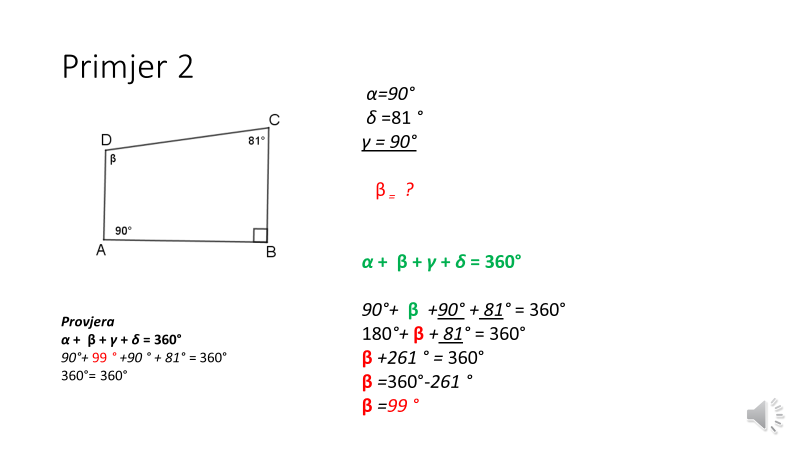 Primjer 2
D
C
81°
β
90°
A
B
α=90°
δ =81 °
γ = 90°
β = ?
α + β + γ + δ = 360°
90°+ β +90° + 81° = 360°
180°+ β + 81° = 360°
β +261 ° = 360°
β =360°-261 °
β =99 °
Provjera
α + β + γ + δ = 360°
90°+ 99 ° +90 ° + 81° = 360°
360°= 360°